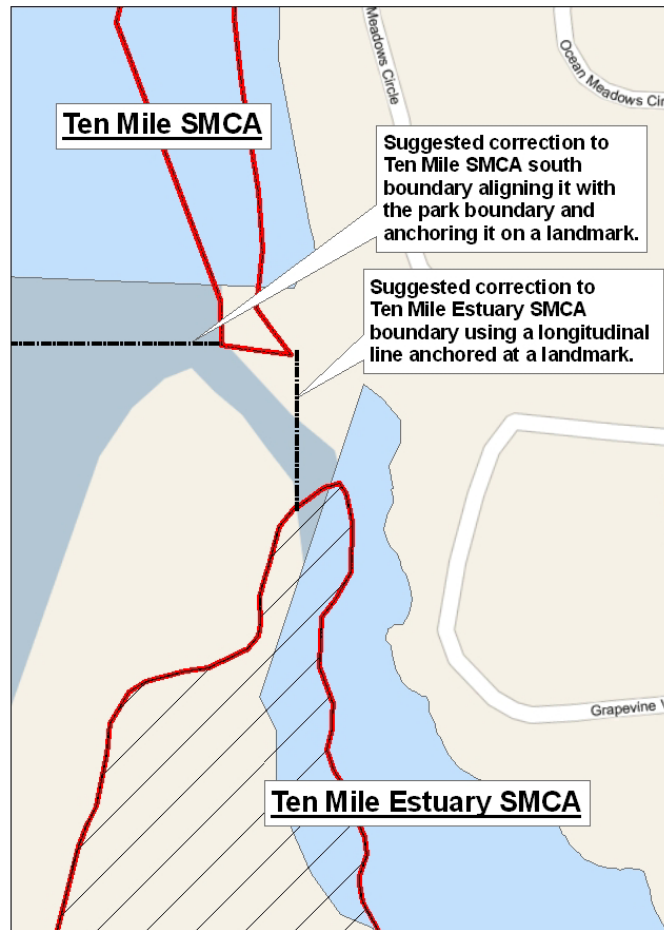 Meadows Circle
Ocean Meadows Cir
Ten Mile SMCA
Suggested correction to
Ten Mile SMCA south
boundary aligning it with
the park boundary and
anchoring it on a landmark.
Suggested correction to
Ten Mile Estuary SMCA
boundary using a longitudinal
line anchored at a landmark.
Grapevine V
Ten Mile Estuary SMCA